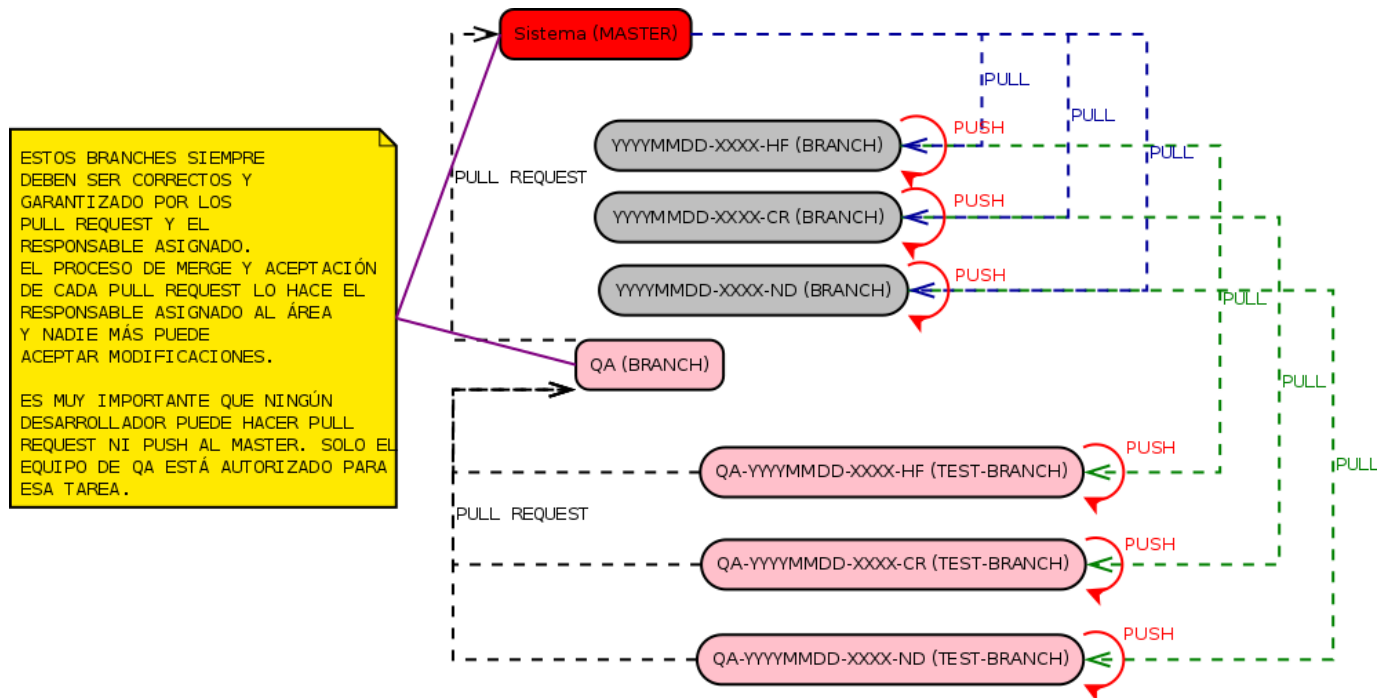 Sistema (MASTER)
PULL
PULL
PULL
YYYYMMDD-XXXX-HF (BRANCH)
PUSH
YYYYMMDD-XXXX-CR (BRANCH)
PUSH
YYYYMMDD-XXXX-ND (BRANCH)
PUSH
PULL REQUEST
ESTOS BRANCHES SIEMPRE
DEBEN SER CORRECTOS Y
GARANTIZADO POR LOS
PULL REQUEST Y EL
RESPONSABLE ASIGNADO.
EL PROCESO DE MERGE Y ACEPTACIÓN
DE CADA PULL REQUEST LO HACE EL
RESPONSABLE ASIGNADO AL ÁREA
Y NADIE MÁS PUEDE
ACEPTAR MODIFICACIONES.
ES MUY IMPORTANTE QUE NINGÚN
DESARROLLADOR PUEDE HACER PULL
REQUEST NI PUSH AL MASTER. SOLO EL
EQUIPO DE QA ESTÁ AUTORIZADO PARA
ESA TAREA.
QA (BRANCH)
PULL
PULL
PULL
QA-YYYYMMDD-XXXX-HF (TEST-BRANCH)
PUSH
PULL REQUEST
QA-YYYYMMDD-XXXX-CR (TEST-BRANCH)
PUSH
QA-YYYYMMDD-XXXX-ND (TEST-BRANCH)
PUSH